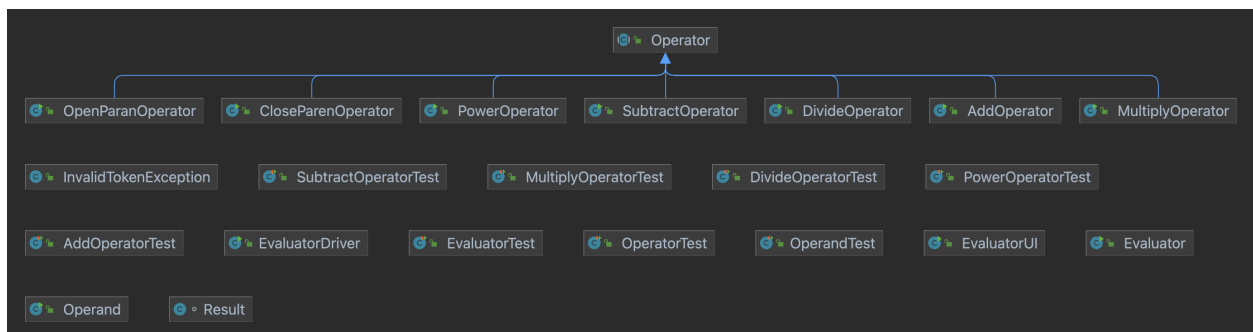 Operator
OpenParanOperator CloseParenOperator PowerOperator SubtractOperator DivideOperator AddOperator MultiplyOperator
InvalidTokenException SubtractOperatorTest MultiplyOperatorTest DivideOperatorTest PowerOperatorTest
AddOperatorTest EvaluatorDriver EvaluatorTest OperatorTest OperandTest EvaluatorUI Evaluator
Operand Result